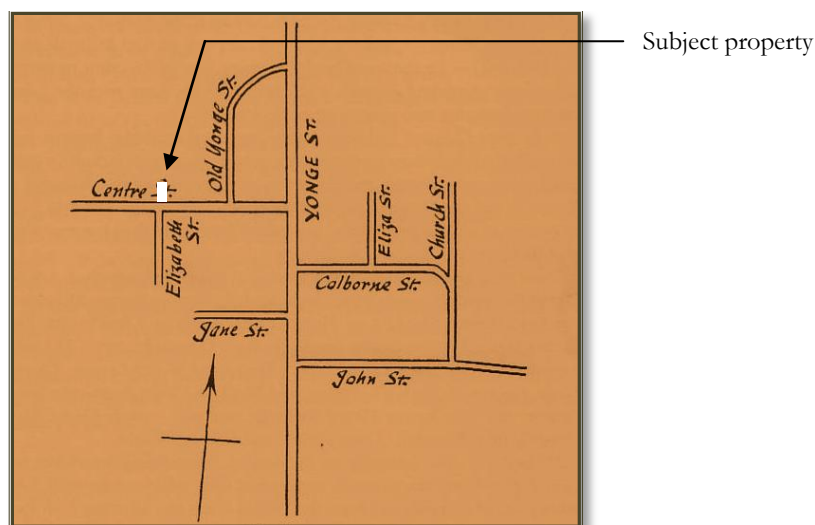 Subject property
Old Yonge St.
YONGE ST.
Centre St.
Elizabeth St.
Eliza St.
Church St.
Colborne St.
Jane St.
John St.